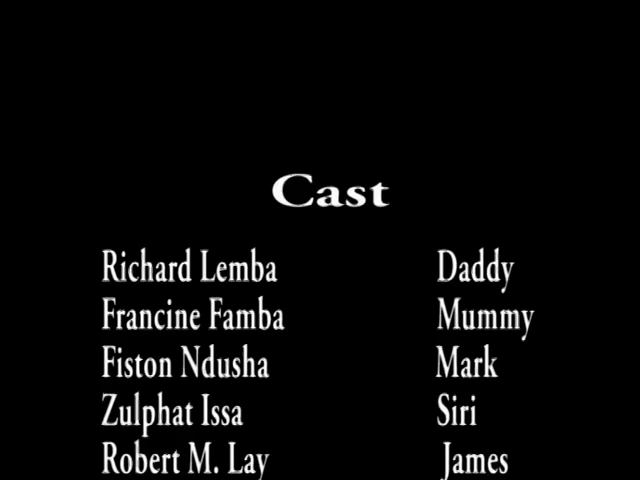 Cast
Richard Lemba Daddy
Francine Famba Mummy
Fiston Ndusha Mark
Zulphat Issa Siri
Robert M. Lay James